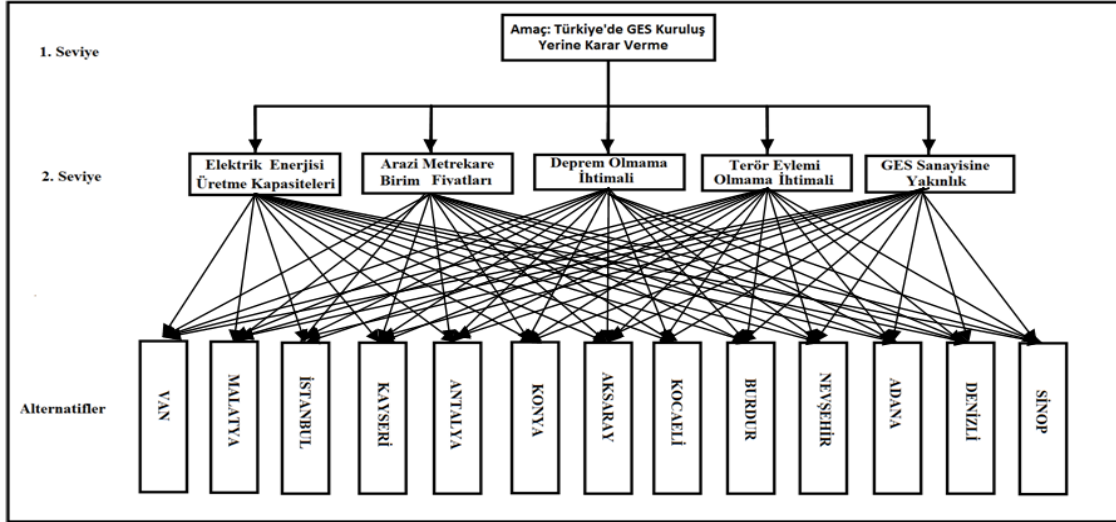 Amaç: Türkiye'de GES Kuruluş
Yerine Karar Verme
1. Seviye
2. Seviye
Elektrik Enerjisi
Üretme Kapasiteleri
Arazi Metrekare
Birim Fivatları
Deprem Olmama
İhtimali
Terör Evlemi
Olmama İhtimali
GES Sanayisine
Yakınlık
Alternatifler
VAN
MALATYA
İSTANBUL
KAYSERİ
ANTALYA
KONYA
AKSARAY
KOCAELİ
BURDUR
NEVŞEHİR
ADANA
DENİZLİ
SİNOP